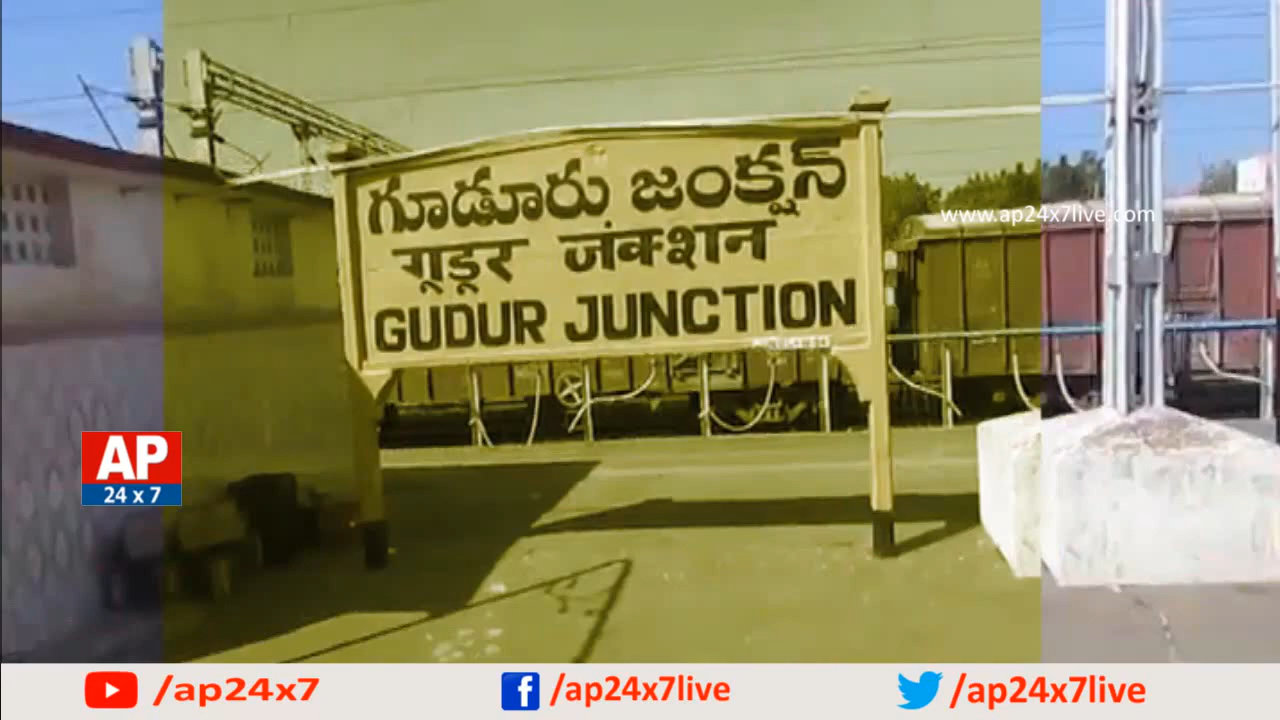 గూడూరు జంక్షన్
गूडूर जंक्शन
GUDUR JUNCTION
www.ap24x7live.com
AP
24 x 7
/ap24x7
/ap24x7live
/ap24x7live